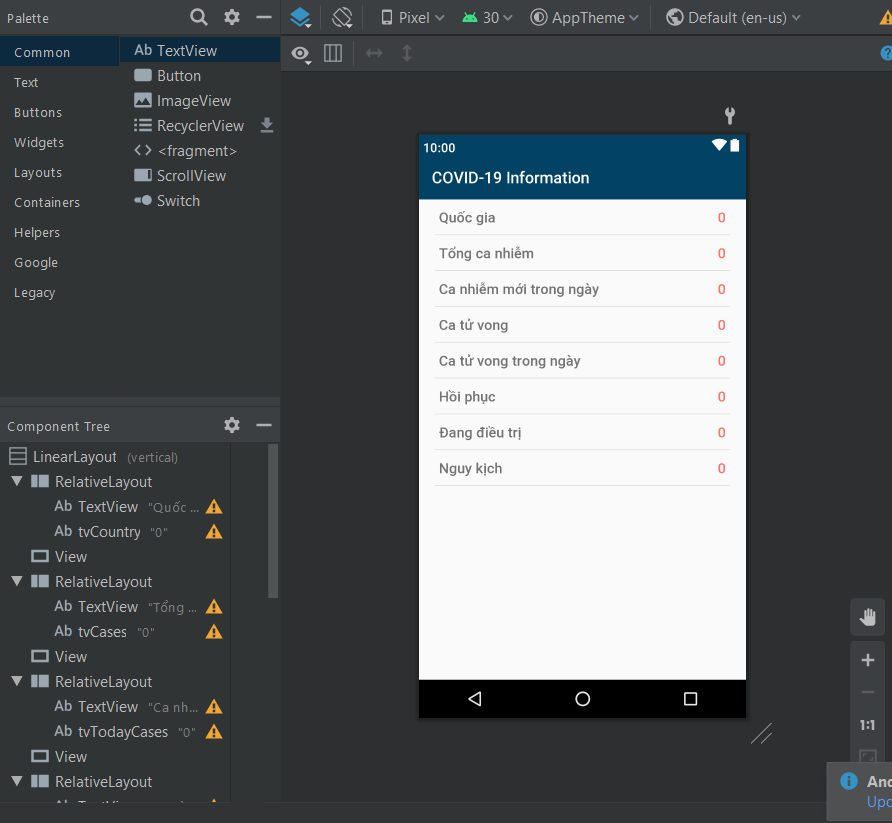 Palette
Pixel
30
AppTheme
Default (en-us)
Common
Text
Buttons
Widgets
Layouts
Containers
Helpers
Google
Legacy
Ab TextView
Button
ImageView
RecyclerView
<fragment>
ScrollView
Switch
10:00
COVID-19 Information
Quốc gia 0
Tổng ca nhiễm 0
Ca nhiễm mới trong ngày 0
Ca tử vong 0
Ca tử vong trong ngày 0
Hồi phục 0
Đang điều trị 0
Nguy kịch 0
Component Tree
LinearLayout (vertical)
RelativeLayout
Ab TextView "Quốc ...
Ab tvCountry "0"
View
RelativeLayout
Ab TextView "Tổng ...
Ab tvCases "0"
View
RelativeLayout
Ab TextView "Ca nh...
Ab tvTodayCases "0"
View
RelativeLayout
1:1